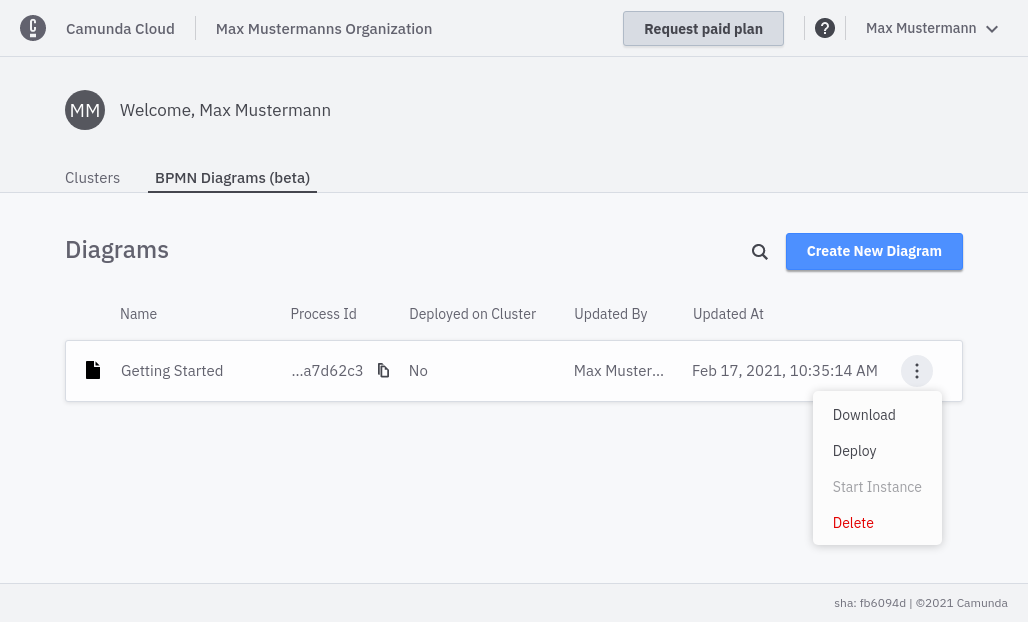 Camunda Cloud Max Mustermanns Organization Request paid plan ? Max Mustermann
MM Welcome, Max Mustermann
Clusters BPMN Diagrams (beta)
Diagrams Create New Diagram
Name Process Id Deployed on Cluster Updated By Updated At
Getting Started ...a7d62c3 No Max Muster... Feb 17, 2021, 10:35:14 AM
Download
Deploy
Start Instance
Delete
sha: fb6094d | ©2021 Camunda